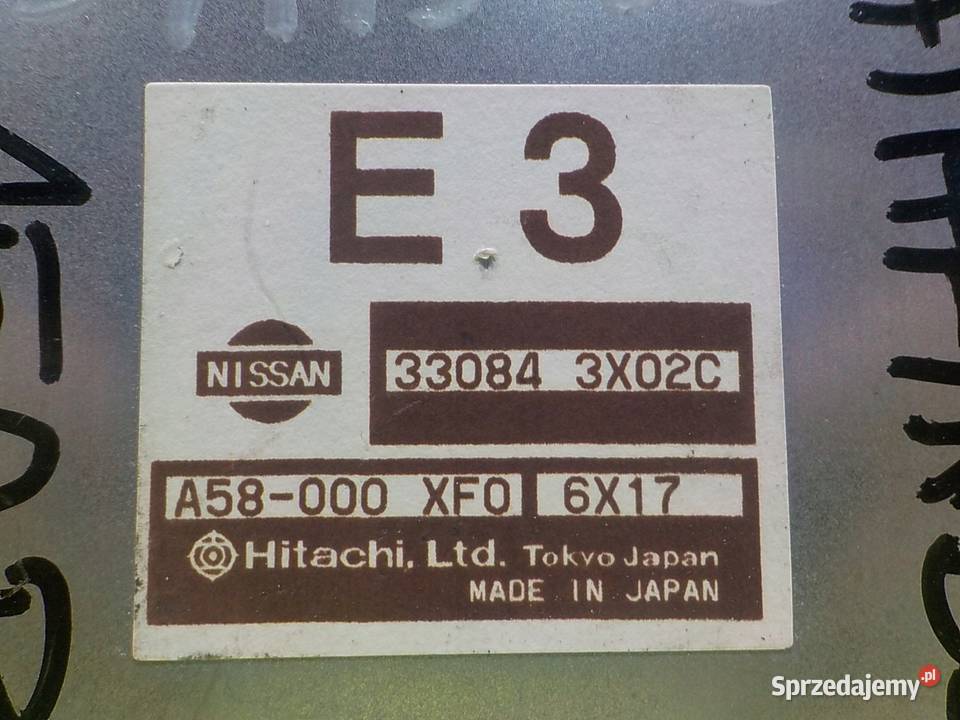 E 3
NISSAN
33084 3X02C
A58-000 XF0 6X17
Hitachi, Ltd. Tokyo Japan
MADE IN JAPAN
Sprzedajemy.pl